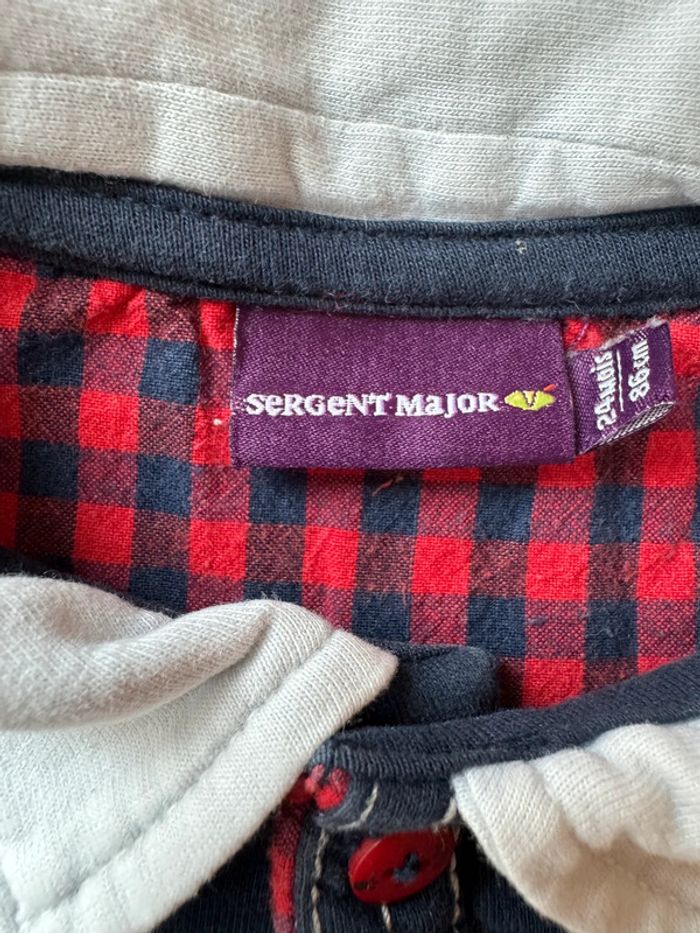 SeRGeNT MaJOR
24 mois
86 cm